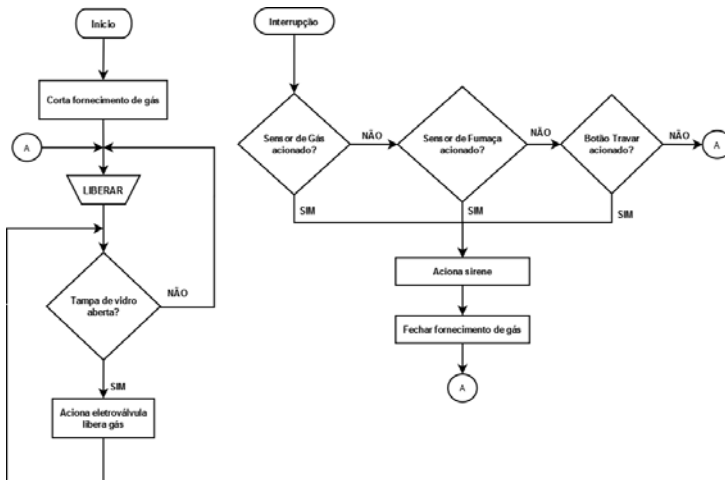 Início
Corta fornecimento de gás
A
LIBERAR
Tampa de vidro
aberta?
NÃO
SIM
Aciona eletroválvula
libera gás
Interrupção
Sensor de Gás
acionado?
NÃO
Sensor de Fumaça
acionado?
NÃO
Botão Travar
acionado?
NÃO
A
SIM
SIM
SIM
Aciona sirene
Fechar fornecimento de gás
A